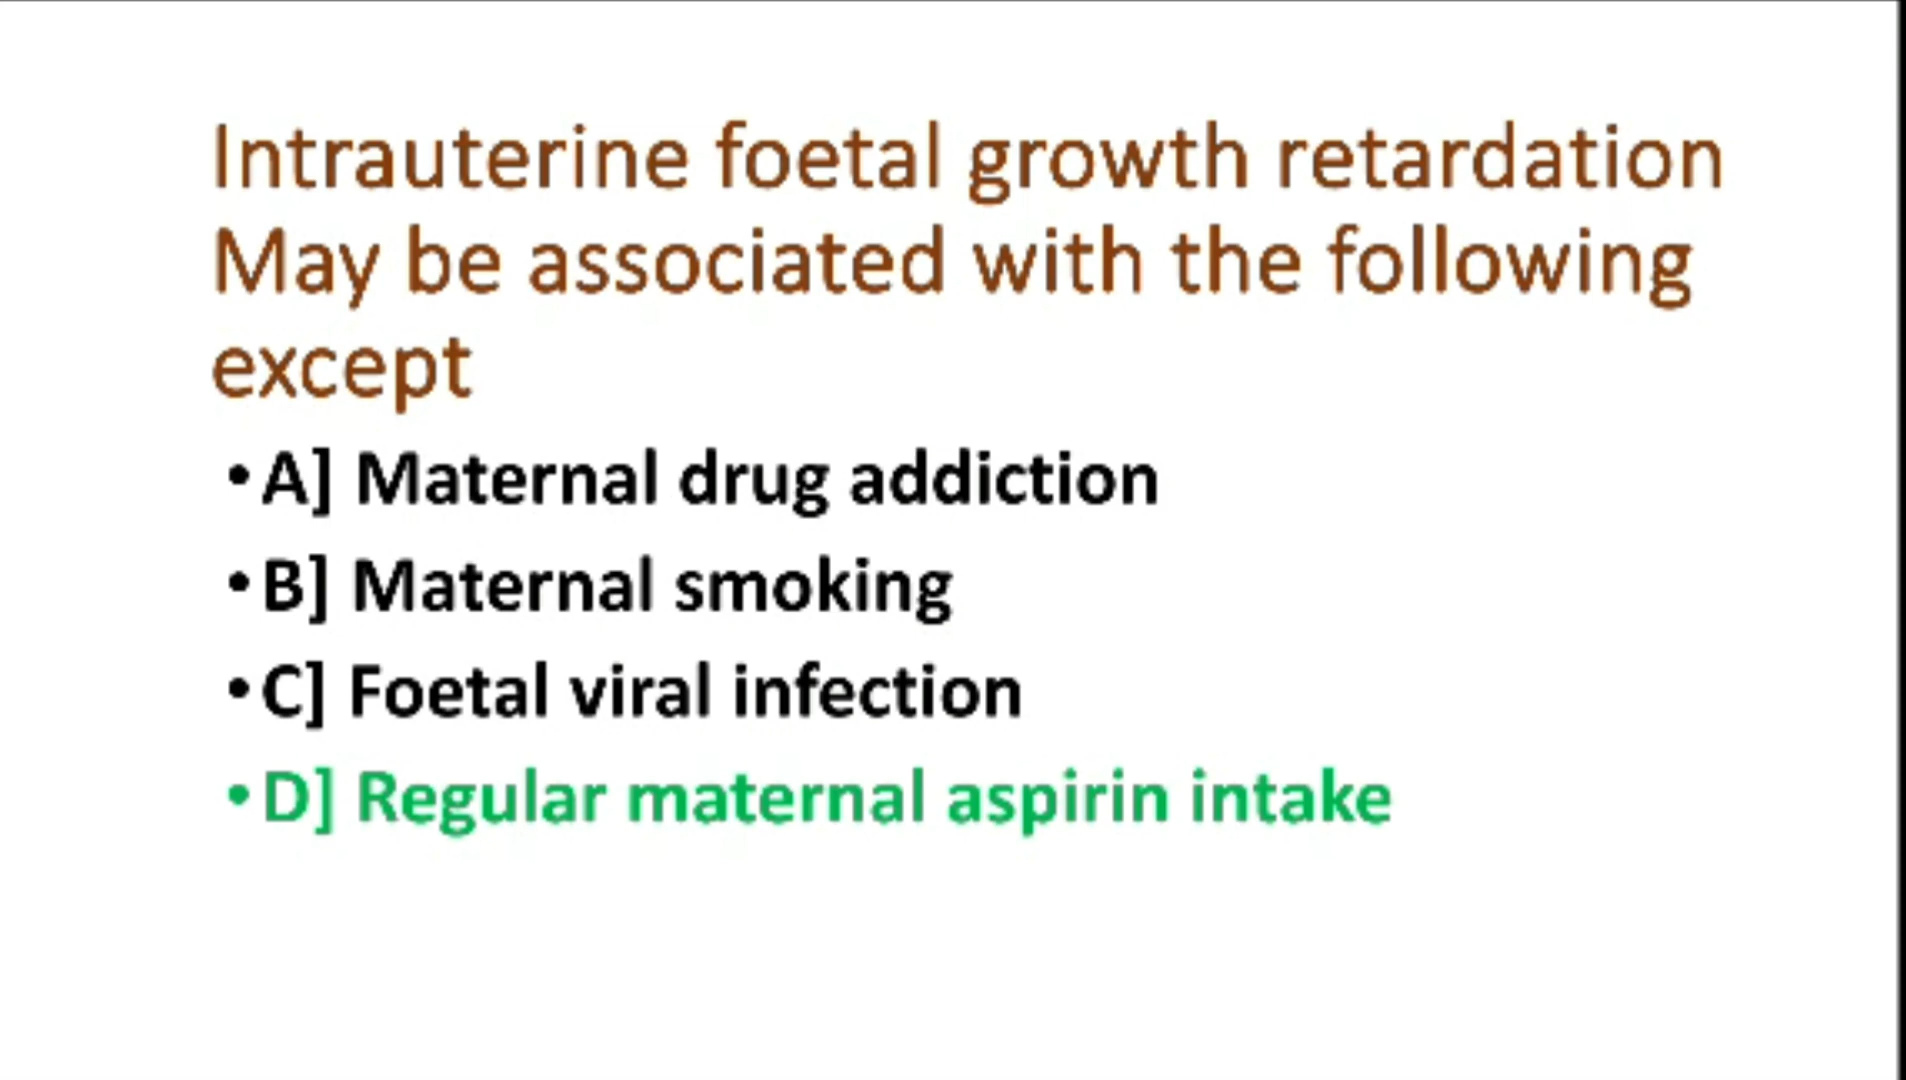 Intrauterine foetal growth retardation
May be associated with the following
except
• A] Maternal drug addiction
• B] Maternal smoking
• C] Foetal viral infection
• D] Regular maternal aspirin intake